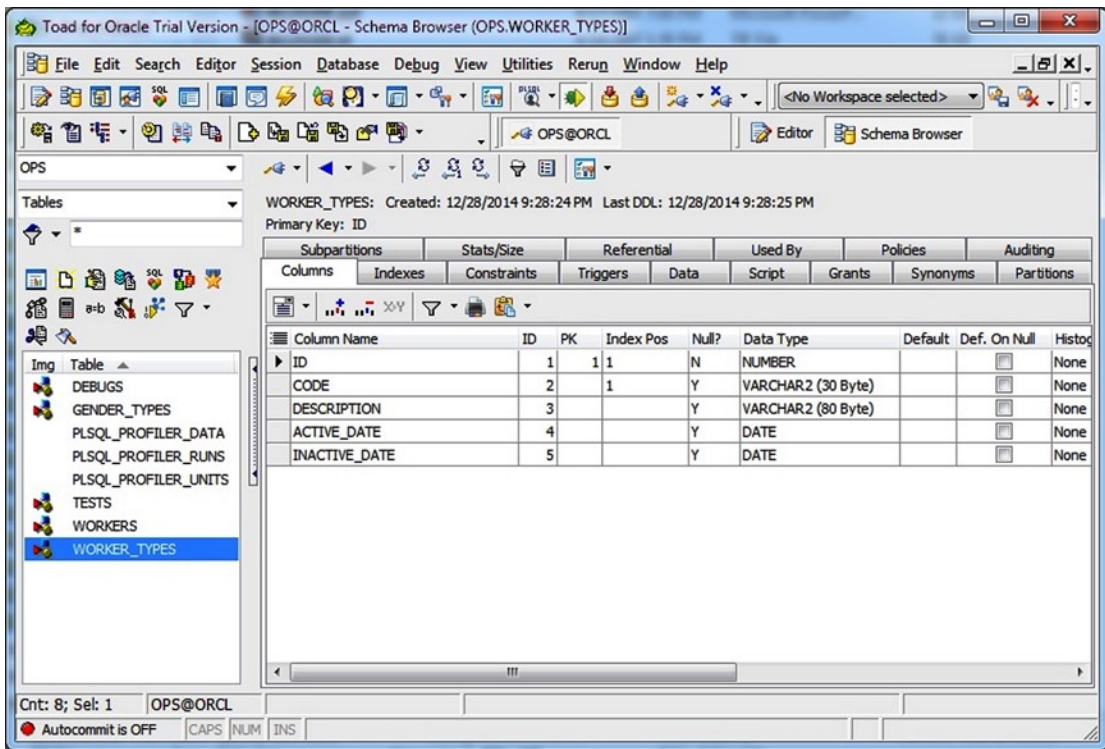 Toad for Oracle Trial Version - [OPS@ORCL - Schema Browser (OPS.WORKER_TYPES)]
File Edit Search Editor Session Database Debug View Utilities Rerun Window Help
SQL PLSQL <No Workspace selected>
OPS@ORCL Editor Schema Browser
OPS
Tables
*
SQL
a=b
Img Table
DEBUGS
GENDER_TYPES
PLSQL_PROFILER_DATA
PLSQL_PROFILER_RUNS
PLSQL_PROFILER_UNITS
TESTS
WORKERS
WORKER_TYPES
WORKER_TYPES: Created: 12/28/2014 9:28:24 PM Last DDL: 12/28/2014 9:28:25 PM
Primary Key: ID
Subpartitions Stats/Size Referential Used By Policies Auditing
Columns Indexes Constraints Triggers Data Script Grants Synonyms Partitions
X↔Y
Column Name ID PK Index Pos Null? Data Type Default Def. On Null Histog
ID 1 1 1 N NUMBER None
CODE 2 1 Y VARCHAR2 (30 Byte) None
DESCRIPTION 3 Y VARCHAR2 (80 Byte) None
ACTIVE_DATE 4 Y DATE None
INACTIVE_DATE 5 Y DATE None
Cnt: 8; Sel: 1 OPS@ORCL
Autocommit is OFF CAPS NUM INS